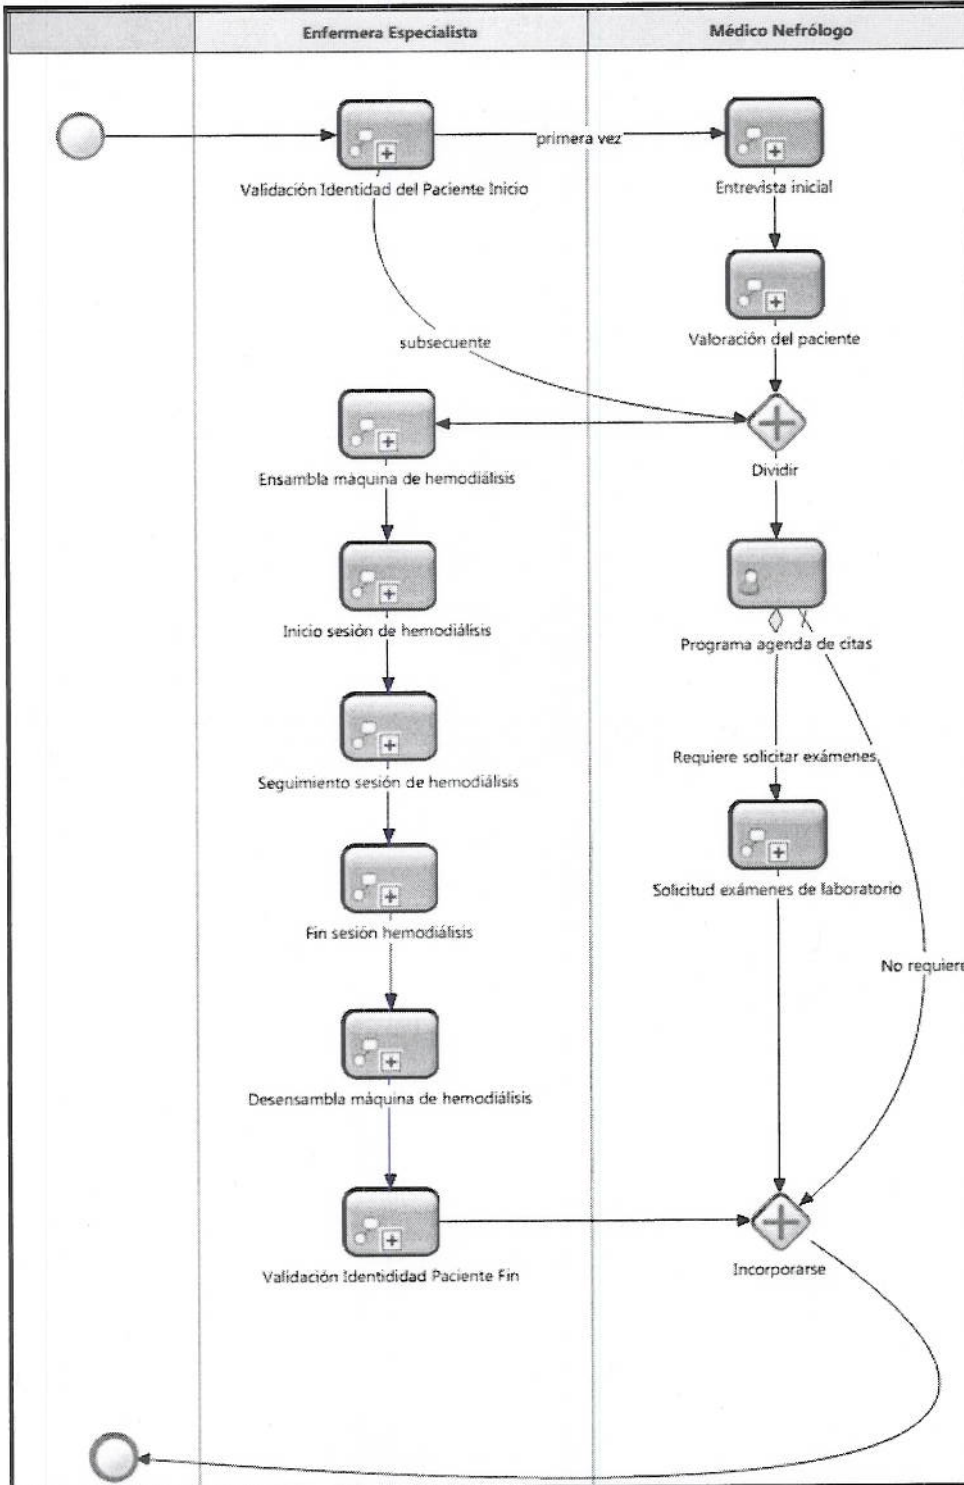 Enfermera Especialista
Médico Nefrólogo
primera vez
Validación Identidad del Paciente Inicio
Entrevista inicial
Valoración del paciente
subsecuente
Ensambla máquina de hemodiálisis
Dividir
Inicio sesión de hemodiálisis
Programa agenda de citas
Requiere solicitar exámenes
Seguimiento sesión de hemodiálisis
Solicitud exámenes de laboratorio
Fin sesión hemodiálisis
No requiere
Desensambla máquina de hemodiálisis
Validación Identididad Paciente Fin
Incorporarse